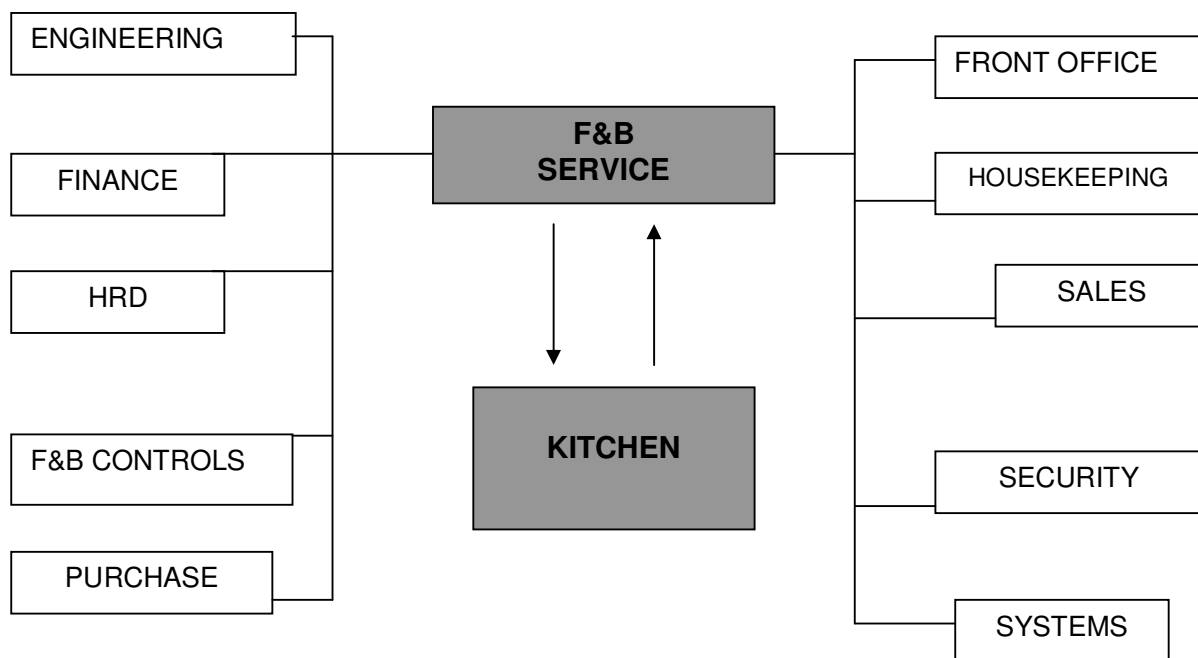 ENGINEERING
FINANCE
HRD
F&B CONTROLS
PURCHASE
F&B
SERVICE
KITCHEN
FRONT OFFICE
HOUSEKEEPING
SALES
SECURITY
SYSTEMS